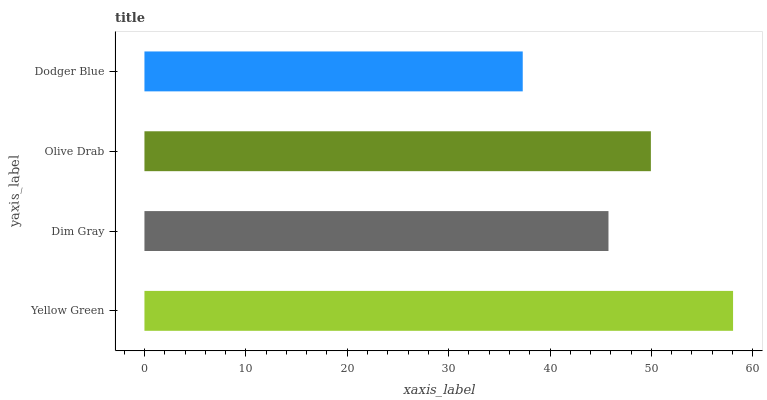 title
Dodger Blue
Olive Drab
Dim Gray
Yellow Green
yaxis_label
0 10 20 30 40 50 60
xaxis_label